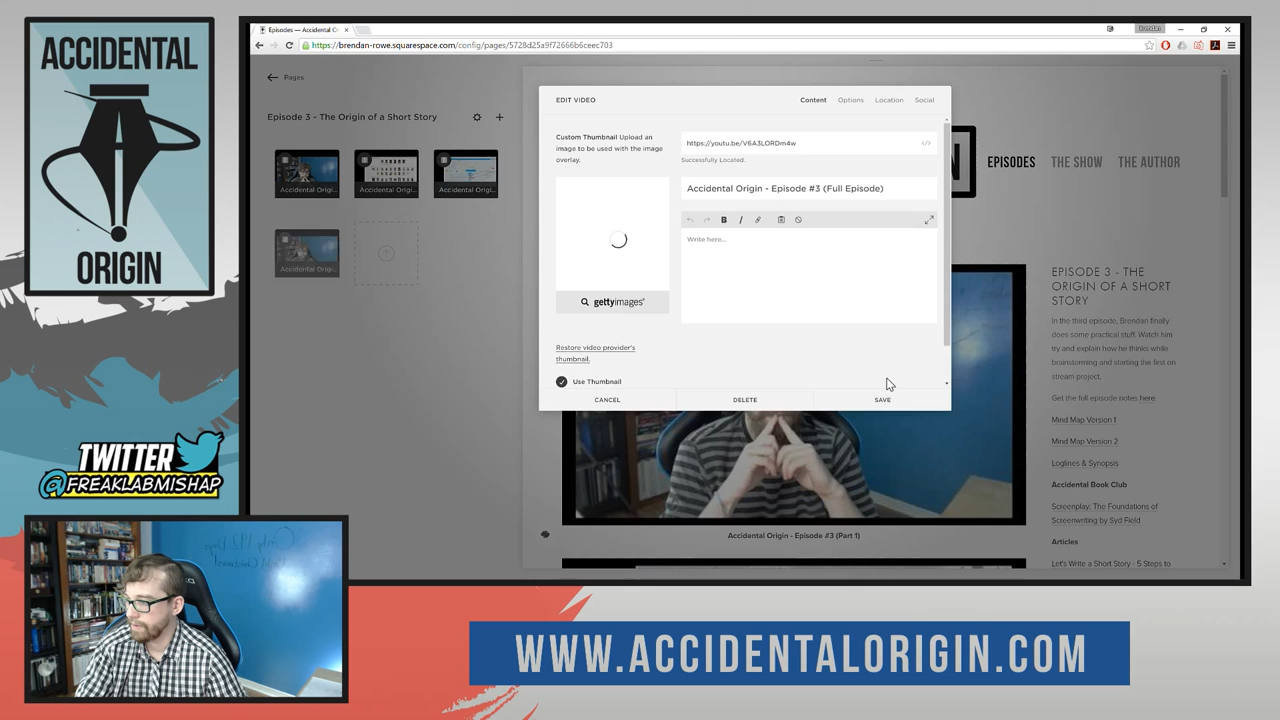 ACCIDENTAL
ORIGIN
TWITTER
@FREAKLABMISHAP
WWW.ACCIDENTALORIGIN.COM
Episodes — Accidental O
Brendan
https://brendan-rowe.squarespace.com/config/pages/5728d25a9f72666b6ceec703
Pages
Episode 3 - The Origin of a Short Story
Accidental Origi...
Accidental Origi...
Accidental Origi...
Accidental Origi...
EDIT VIDEO
Content
Options
Location
Social
Custom Thumbnail Upload an
image to be used with the image
overlay.
gettyimages
Restore video provider's
thumbnail.
Use Thumbnail
https://youtu.be/V6A3LORDm4w
</>
Successfully Located.
Accidental Origin - Episode #3 (Full Episode)
B
I
Write here...
CANCEL
DELETE
SAVE
N
EPISODES
THE SHOW
THE AUTHOR
Accidental Origin - Episode #3 (Part 1)
EPISODE 3 - THE
ORIGIN OF A SHORT
STORY
In the third episode, Brendan finally
does some practical stuff. Watch him
try and explain how he thinks while
brainstorming and starting the first on
stream project.
Get the full episode notes here.
Mind Map Version 1
Mind Map Version 2
Loglines & Synopsis
Accidental Book Club
Screenplay: The Foundations of
Screenwriting by Syd Field
Articles
Let's Write a Short Story - 5 Steps to